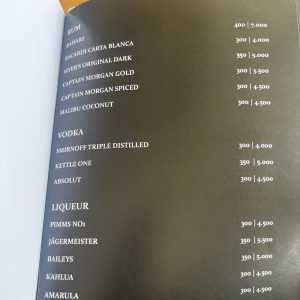 RUM
BAHARI 400 | 7.000
BACARDI CARTA BLANCA 300 | 4.000
MYER'S ORIGINAL DARK 350 | 5.000
CAPTAIN MORGAN GOLD 300 | 3.500
CAPTAIN MORGAN SPICED 300 | 4.500
MALIBU COCONUT 300 | 4.500
VODKA
SMIRNOFF TRIPLE DISTILLED 300 | 4.000
KETTLE ONE 350 | 5.000
ABSOLUT 300 | 4.500
LIQUEUR
PIMMS NO1 300 | 4.500
JÄGERMEISTER 350 | 5.500
BAILEYS 350 | 5.000
KAHLUA 300 | 4.500
AMARULA 300 | 4.500